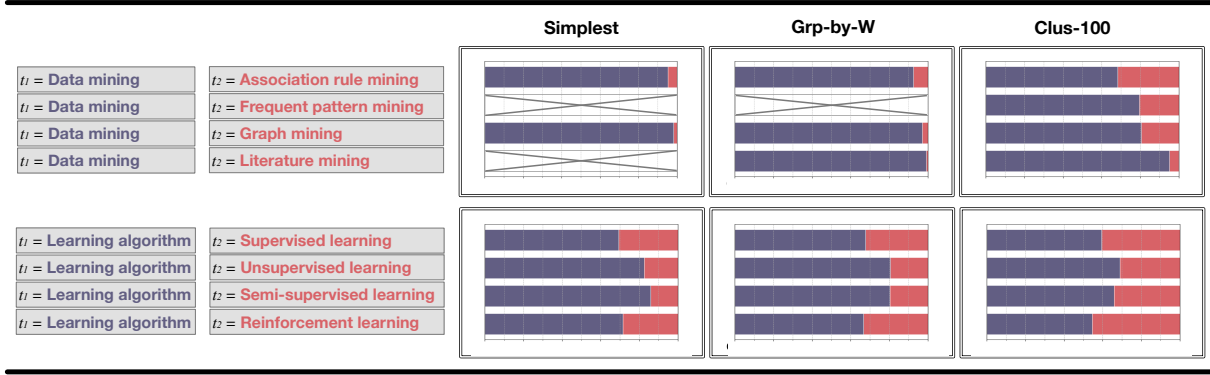 Simplest Grp-by-W Clus-100
t1 = Data mining t2 = Association rule mining
t1 = Data mining t2 = Frequent pattern mining
t1 = Data mining t2 = Graph mining
t1 = Data mining t2 = Literature mining
t1 = Learning algorithm t2 = Supervised learning
t1 = Learning algorithm t2 = Unsupervised learning
t1 = Learning algorithm t2 = Semi-supervised learning
t1 = Learning algorithm t2 = Reinforcement learning